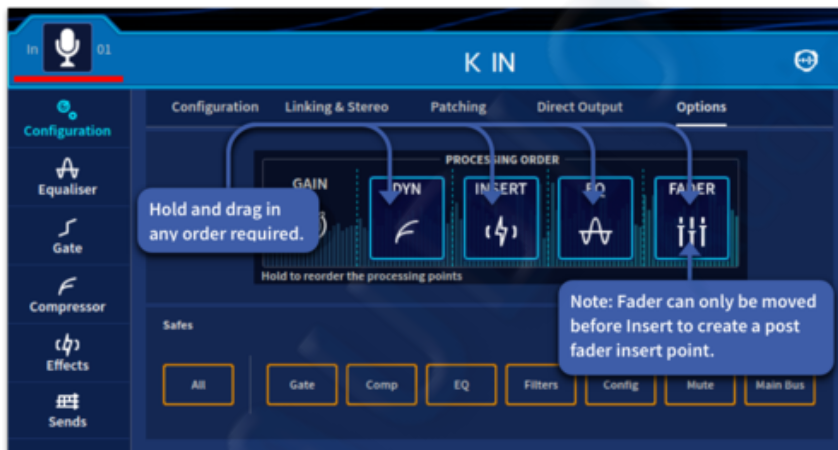 In 01
K IN
Configuration Linking & Stereo Patching Direct Output Options
Configuration
Equaliser
Gate
Compressor
Effects
Sends
PROCESSING ORDER
GAIN DYN INSERT EQ FADER
Hold and drag in
any order required.
Hold to reorder the processing points
Note: Fader can only be moved
before Insert to create a post
fader insert point.
Safes
All Gate Comp EQ Filters Config Mute Main Bus